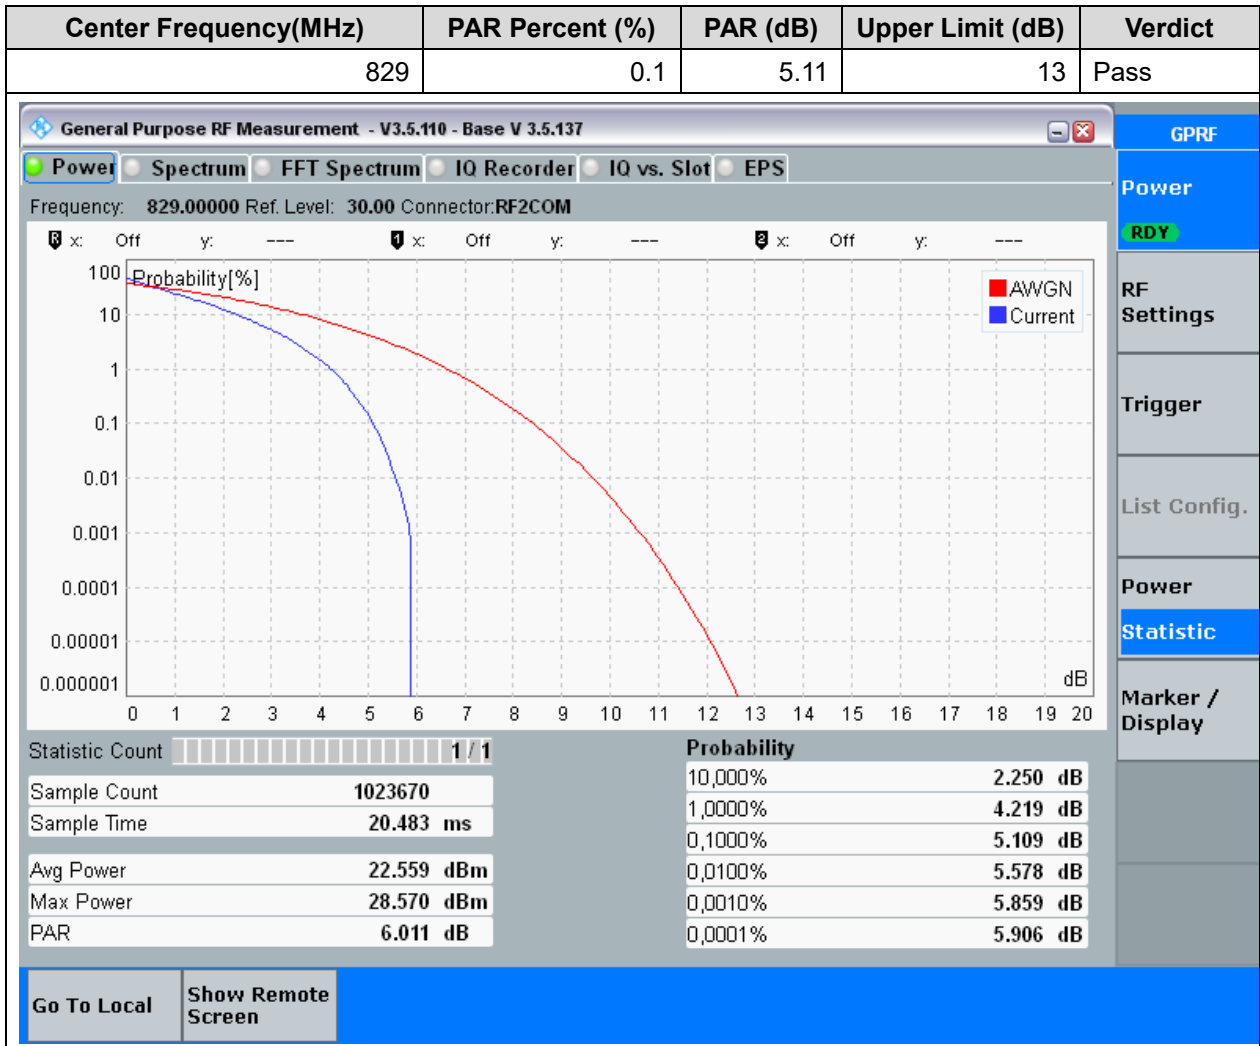 Center Frequency(MHz) PAR Percent (%) PAR (dB) Upper Limit (dB) Verdict
829 0.1 5.11 13 Pass
General Purpose RF Measurement - V3.5.110 - Base V 3.5.137
GPRF
Power Spectrum FFT Spectrum IQ Recorder IQ vs. Slot EPS
Frequency: 829.00000 Ref. Level: 30.00 Connector:RF2COM
R x: Off y: --- 1 x: Off y: --- 2 x: Off y: ---
Probability[%]
AWGN
Current
100
10
1
0.1
0.01
0.001
0.0001
0.00001
0.000001
dB
0 1 2 3 4 5 6 7 8 9 10 11 12 13 14 15 16 17 18 19 20
Statistic Count 1 / 1
Sample Count 1023670
Sample Time 20.483 ms
Avg Power 22.559 dBm
Max Power 28.570 dBm
PAR 6.011 dB
Probability
10,000% 2.250 dB
1,0000% 4.219 dB
0,1000% 5.109 dB
0,0100% 5.578 dB
0,0010% 5.859 dB
0,0001% 5.906 dB
Power
RDY
RF
Settings
Trigger
List Config.
Power
Statistic
Marker /
Display
Go To Local
Show Remote
Screen